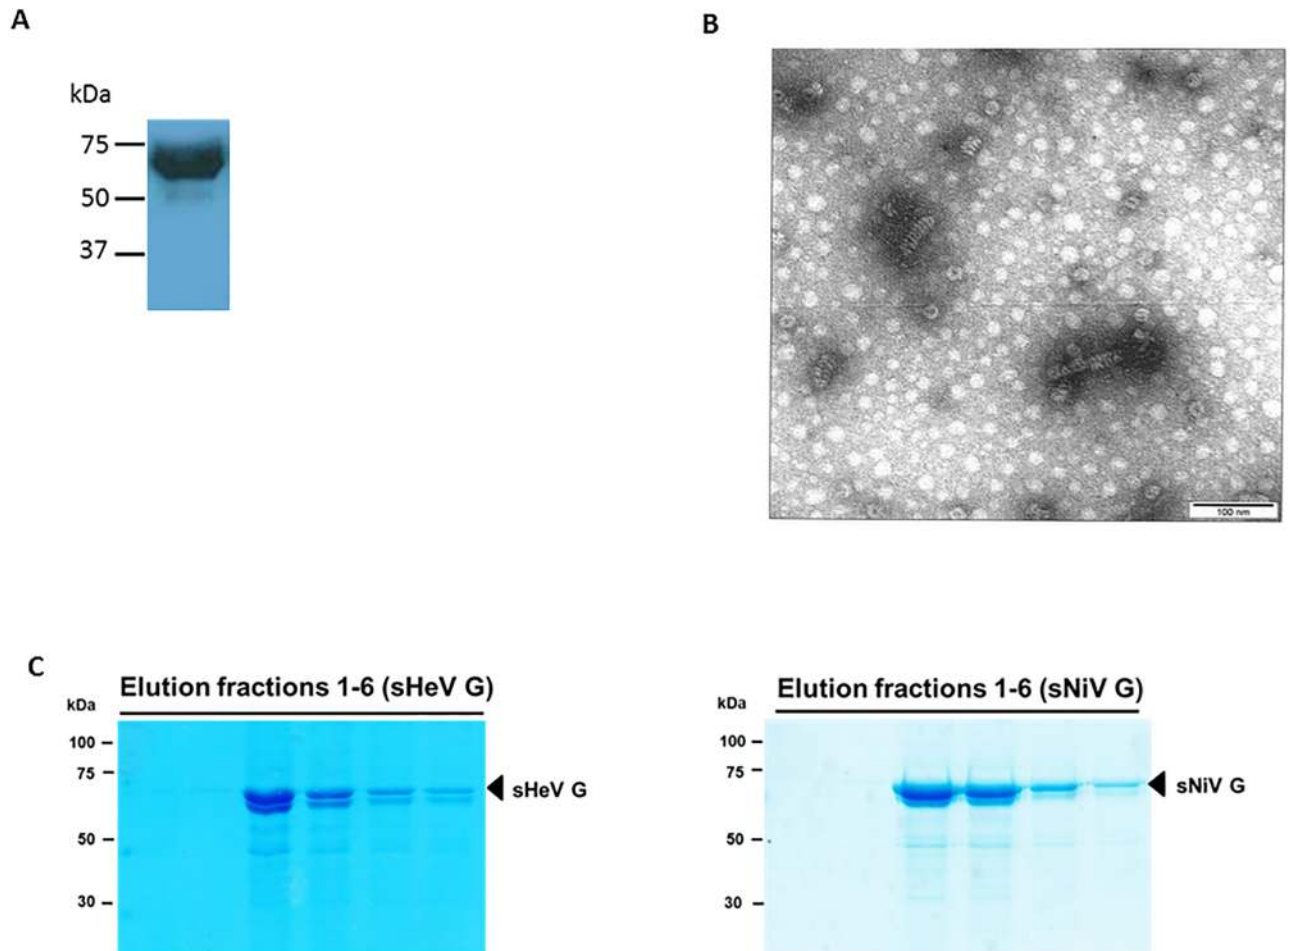 A
B
kDa
75
50
37
100 nm
C
Elution fractions 1-6 (sHeV G)
kDa
100
75
50
30
sHeV G
Elution fractions 1-6 (sNiV G)
kDa
100
75
50
30
sNiV G